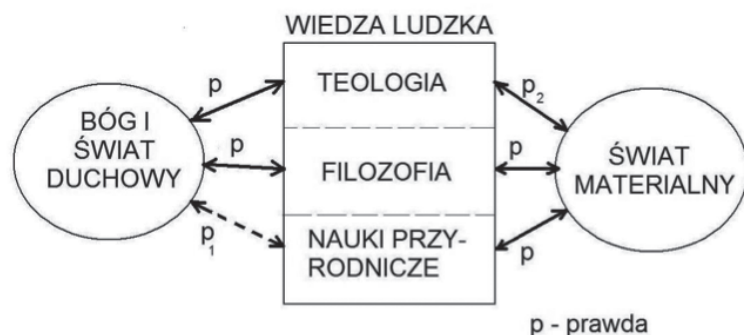 WIEDZA LUDZKA
BÓG I
ŚWIAT
DUCHOWY
p
p
p₁
TEOLOGIA
FILOZOFIA
NAUKI PRZY-
RODNICZE
p₂
p
p
ŚWIAT
MATERIALNY
p - prawda